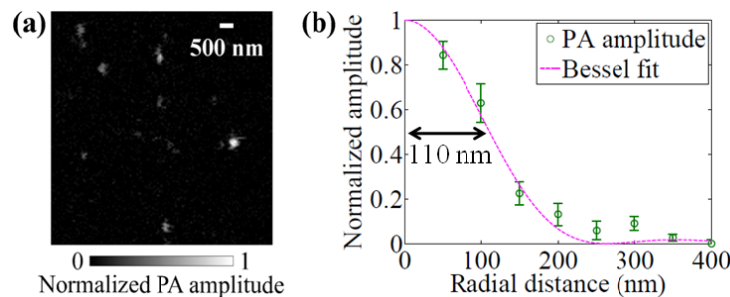 (a)
500 nm
0 1
Normalized PA amplitude
(b)
Normalized amplitude
1
0.8
0.6
0.4
0.2
0
PA amplitude
Bessel fit
110 nm
0 100 200 300 400
Radial distance (nm)